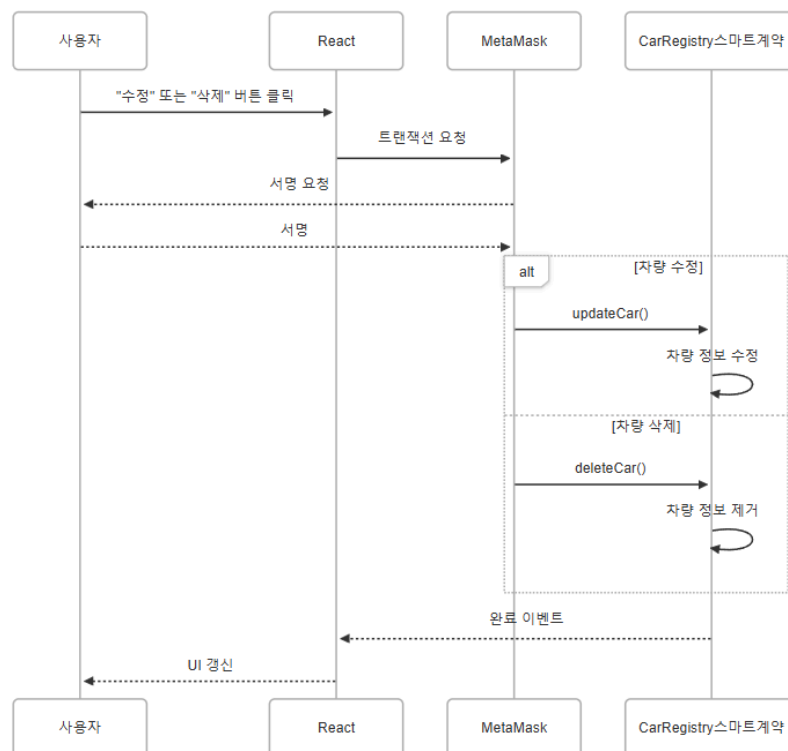 사용자
React
MetaMask
CarRegistry스마트계약
"수정" 또는 "삭제" 버튼 클릭
트랜잭션 요청
서명 요청
서명
alt
[차량 수정]
updateCar()
차량 정보 수정
[차량 삭제]
deleteCar()
차량 정보 제거
완료 이벤트
UI 갱신
사용자
React
MetaMask
CarRegistry스마트계약